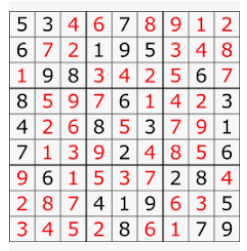 5 3 4 6 7 8 9 1 2
6 7 2 1 9 5 3 4 8
1 9 8 3 4 2 5 6 7
8 5 9 7 6 1 4 2 3
4 2 6 8 5 3 7 9 1
7 1 3 9 2 4 8 5 6
9 6 1 5 3 7 2 8 4
2 8 7 4 1 9 6 3 5
3 4 5 2 8 6 1 7 9